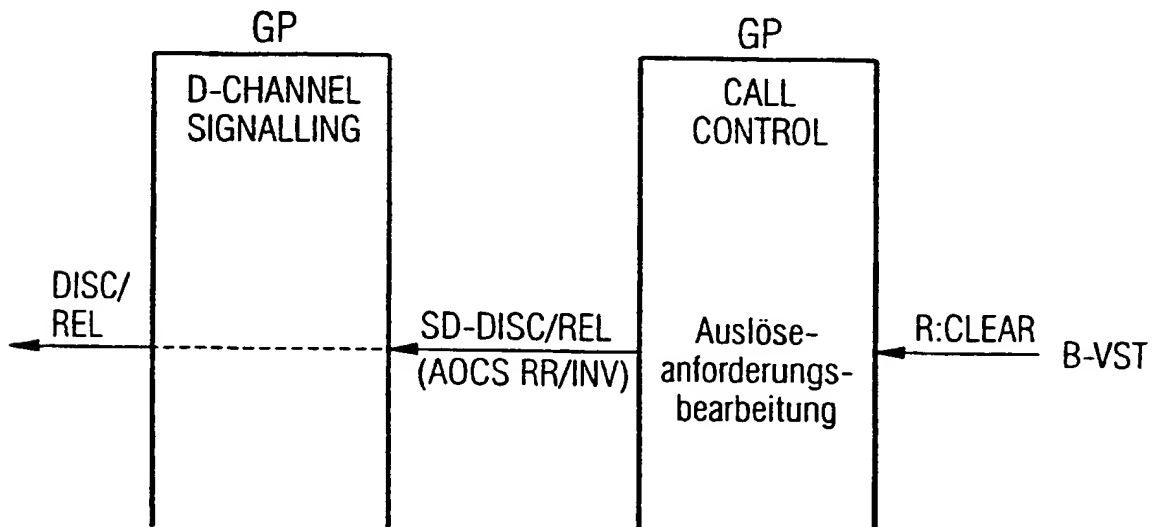 GP
D-CHANNEL
SIGNALLING
GP
CALL
CONTROL
DISC/
REL
SD-DISC/REL
(AOCS RR/INV)
Auslöse-
anforderungs-
bearbeitung
R:CLEAR
B-VST